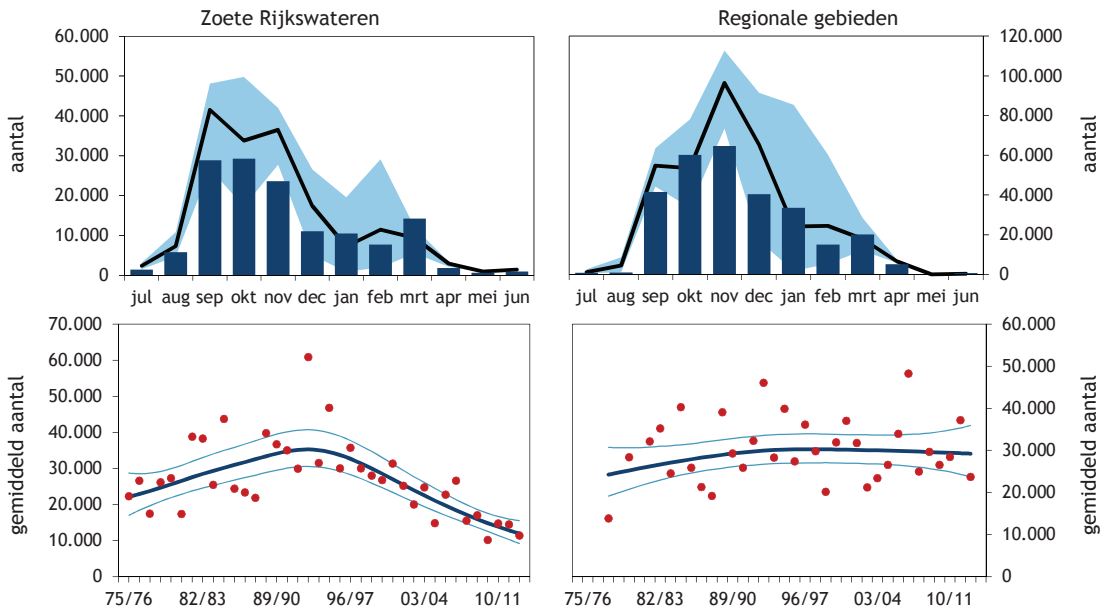 Zoete Rijkswateren
Regionale gebieden
60.000
50.000
40.000
30.000
20.000
10.000
0
aantal
jul aug sep okt nov dec jan feb mrt apr mei jun
120.000
100.000
80.000
60.000
40.000
20.000
0
aantal
jul aug sep okt nov dec jan feb mrt apr mei jun
70.000
60.000
50.000
40.000
30.000
20.000
10.000
0
gemiddeld aantal
75/76 82/83 89/90 96/97 03/04 10/11
60.000
50.000
40.000
30.000
20.000
10.000
0
gemiddeld aantal
75/76 82/83 89/90 96/97 03/04 10/11